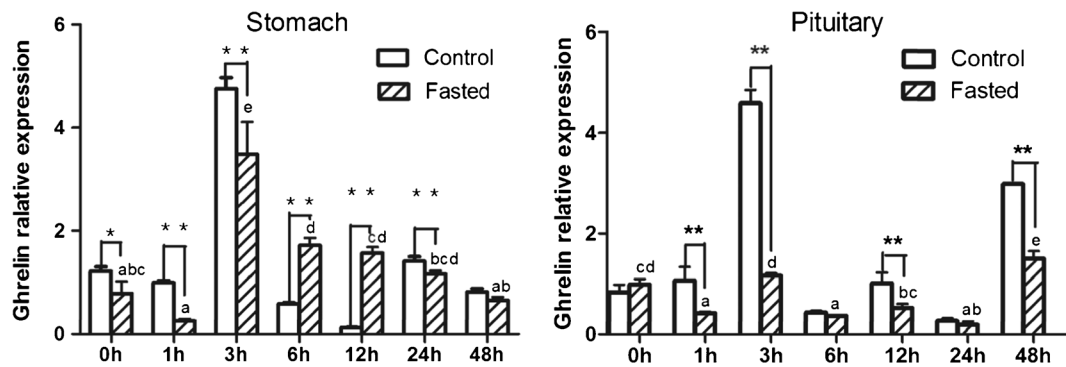 Stomach
Ghrelin ralative expression
6
4
2
0
Control
Fasted
* *
e
* *
d
* *
cd
* *
bcd
*
abc
* *
a
ab
0h 1h 3h 6h 12h 24h 48h
Pituitary
Ghrelin relative expression
6
4
2
0
Control
Fasted
**
d
**
e
**
a
**
bc
cd
a
ab
0h 1h 3h 6h 12h 24h 48h